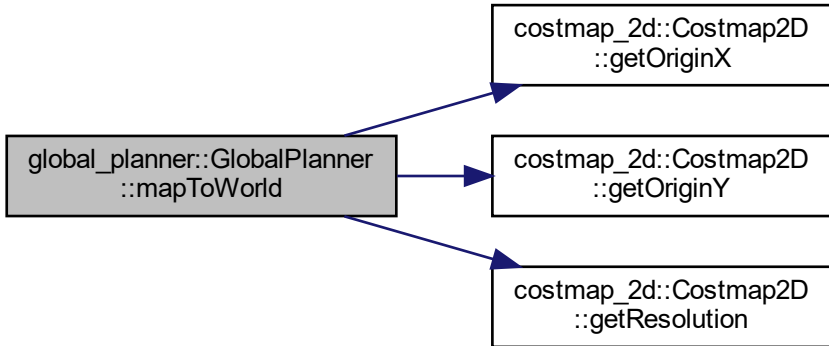 global_planner::GlobalPlanner
::mapToWorld
costmap_2d::Costmap2D
::getOriginX
costmap_2d::Costmap2D
::getOriginY
costmap_2d::Costmap2D
::getResolution